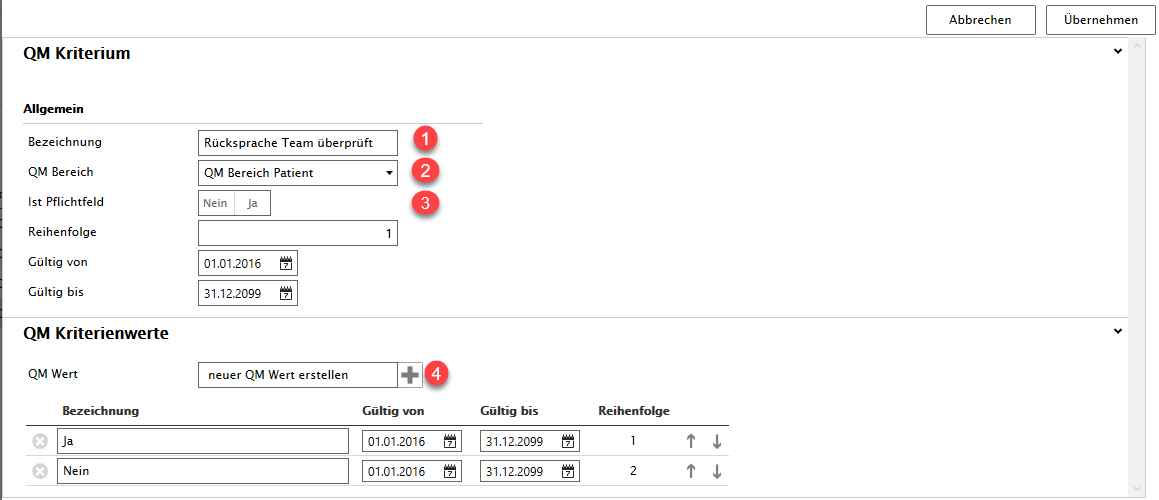 Abbrechen Übernehmen
QM Kriterium
Allgemein
Bezeichnung Rücksprache Team überprüft 1
QM Bereich QM Bereich Patient 2
Ist Pflichtfeld Nein Ja 3
Reihenfolge 1
Gültig von 01.01.2016
Gültig bis 31.12.2099
QM Kriterienwerte
QM Wert neuer QM Wert erstellen 4
Bezeichnung Gültig von Gültig bis Reihenfolge
Ja 01.01.2016 31.12.2099 1
Nein 01.01.2016 31.12.2099 2